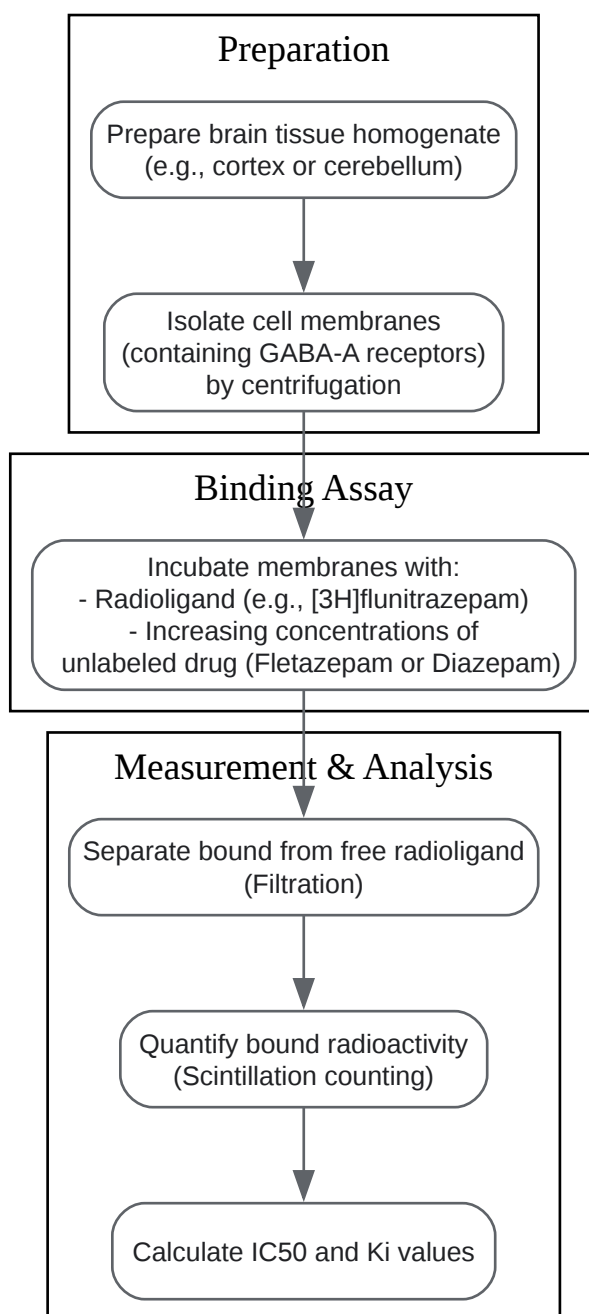 Preparation
Prepare brain tissue homogenate
(e.g., cortex or cerebellum)
Isolate cell membranes
(containing GABA-A receptors)
by centrifugation
Binding Assay
Incubate membranes with:
- Radioligand (e.g., [3H]flunitrazepam)
- Increasing concentrations of
unlabeled drug (Fletazepam or Diazepam)
Measurement & Analysis
Separate bound from free radioligand
(Filtration)
Quantify bound radioactivity
(Scintillation counting)
Calculate IC50 and Ki values